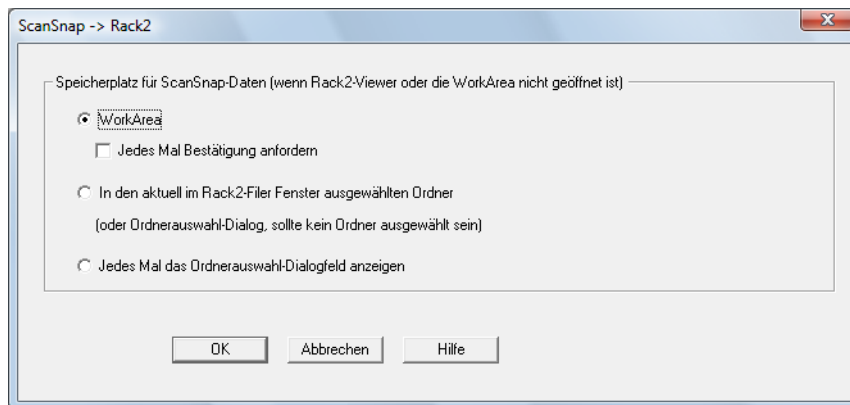 ScanSnap -> Rack2
Speicherplatz für ScanSnap-Daten (wenn Rack2-Viewer oder die WorkArea nicht geöffnet ist)
WorkArea
Jedes Mal Bestätigung anfordern
In den aktuell im Rack2-Filer Fenster ausgewählten Ordner
(oder Ordnerauswahl-Dialog, sollte kein Ordner ausgewählt sein)
Jedes Mal das Ordnerauswahl-Dialogfeld anzeigen
OK Abbrechen Hilfe